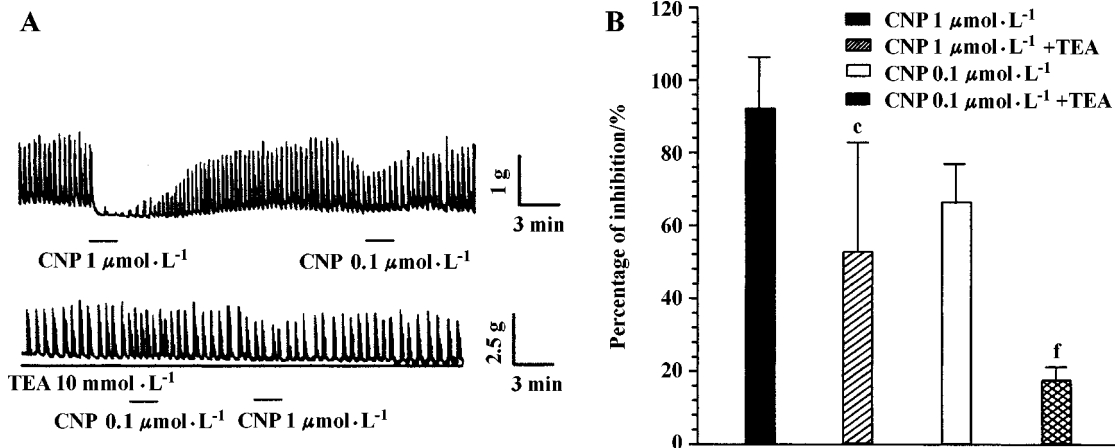 A
1 g
3 min
CNP 1 μmol·L⁻¹
CNP 0.1 μmol·L⁻¹
2.5 g
3 min
TEA 10 mmol·L⁻¹
CNP 0.1 μmol·L⁻¹
CNP 1 μmol·L⁻¹
B
CNP 1 μmol·L⁻¹
CNP 1 μmol·L⁻¹ +TEA
CNP 0.1 μmol·L⁻¹
CNP 0.1 μmol·L⁻¹ +TEA
Percentage of inhibition/%
120
100
80
60
40
20
0
c
f